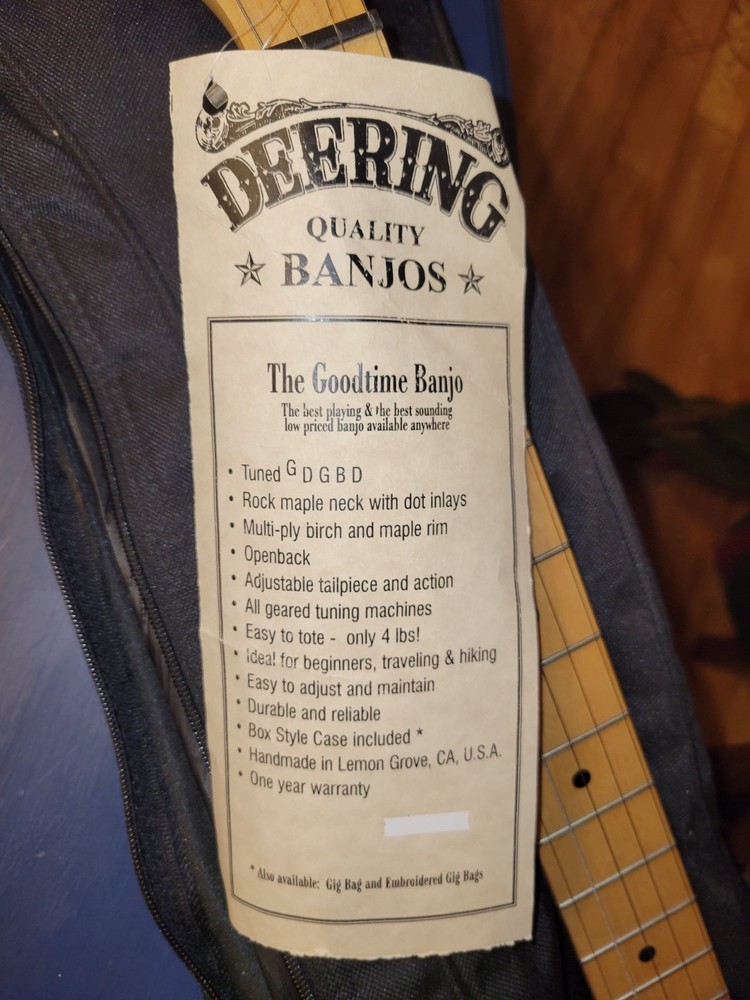 DEERING
QUALITY
BANJOS
The Goodtime Banjo
The best playing & the best sounding
low priced banjo available anywhere
• Tuned G D G B D
• Rock maple neck with dot inlays
• Multi-ply birch and maple rim
• Openback
• Adjustable tailpiece and action
• All geared tuning machines
• Easy to tote - only 4 lbs!
• Ideal for beginners, traveling & hiking
• Easy to adjust and maintain
• Durable and reliable
• Box Style Case included *
• Handmade in Lemon Grove, CA, U.S.A.
• One year warranty
* Also available: Gig Bag and Embroidered Gig Bags